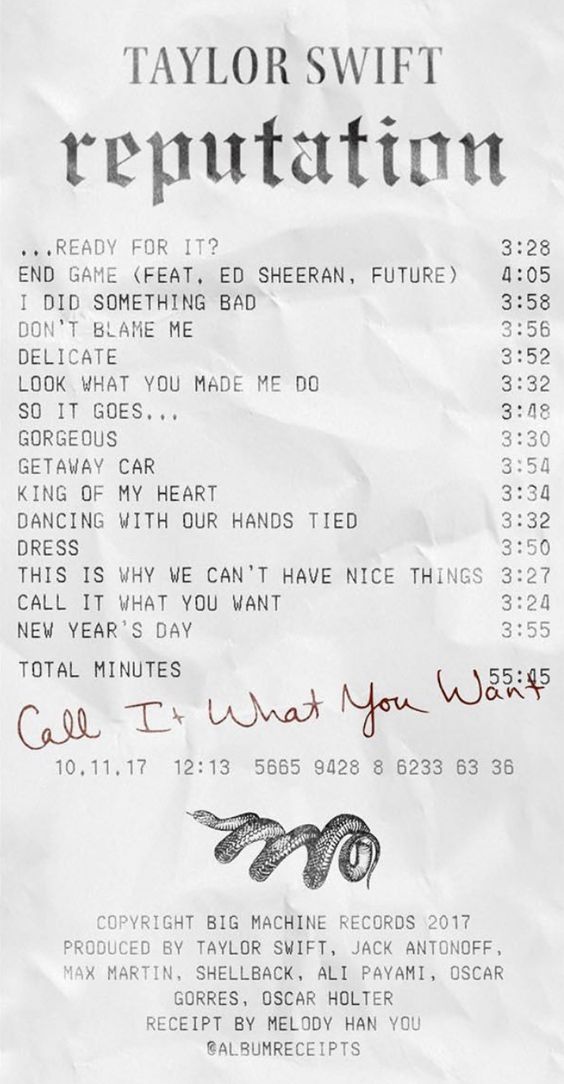 TAYLOR SWIFT
reputation
...READY FOR IT? 3:28
END GAME (FEAT. ED SHEERAN, FUTURE) 4:05
I DID SOMETHING BAD 3:58
DON'T BLAME ME 3:56
DELICATE 3:52
LOOK WHAT YOU MADE ME DO 3:32
SO IT GOES... 3:48
GORGEOUS 3:30
GETAWAY CAR 3:54
KING OF MY HEART 3:34
DANCING WITH OUR HANDS TIED 3:32
DRESS 3:50
THIS IS WHY WE CAN'T HAVE NICE THINGS 3:27
CALL IT WHAT YOU WANT 3:24
NEW YEAR'S DAY 3:55
TOTAL MINUTES 55:45
Call It What You Want
10.11.17 12:13 5665 9428 8 6233 63 36
COPYRIGHT BIG MACHINE RECORDS 2017
PRODUCED BY TAYLOR SWIFT, JACK ANTONOFF,
MAX MARTIN, SHELLBACK, ALI PAYAMI, OSCAR
GORRES, OSCAR HOLTER
RECEIPT BY MELODY HAN YOU
@ALBUMRECEIPTS